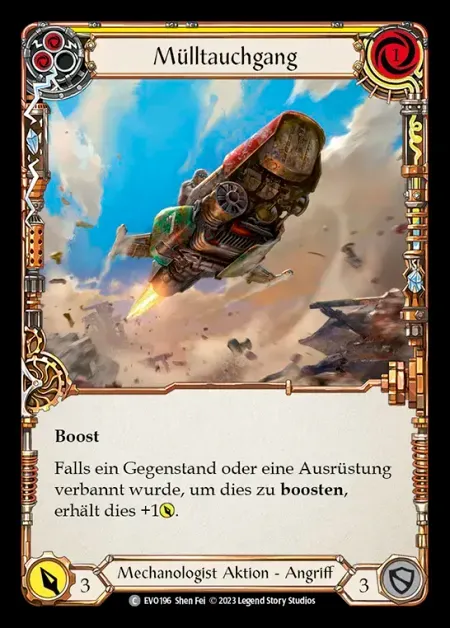 Mülltauchgang
1
Boost
Falls ein Gegenstand oder eine Ausrüstung
verbannt wurde, um dies zu boosten,
erhält dies +1.
3
Mechanologist Aktion - Angriff
3
C EVO196 Shen Fei © 2023 Legend Story Studios